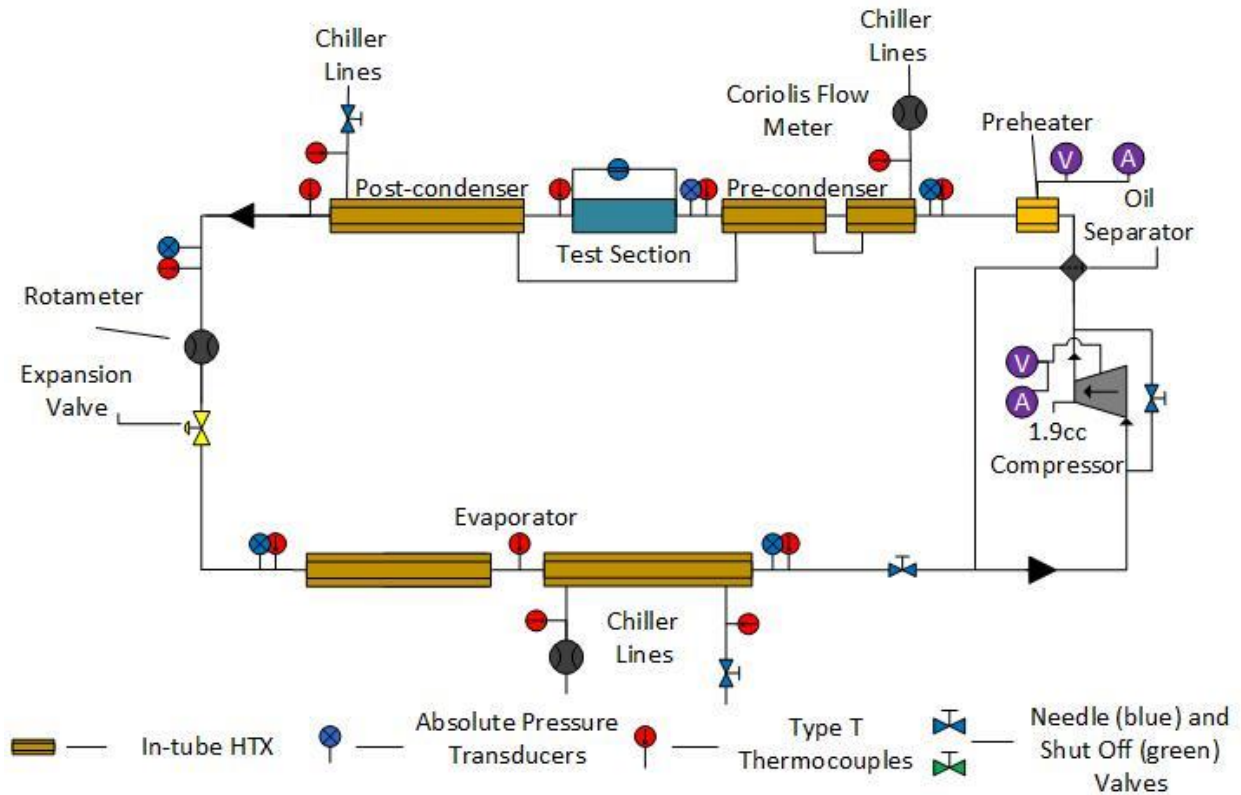 Chiller
Lines
Chiller
Lines
Coriolis Flow
Meter
Preheater
V
A
Post-condenser
Pre-condenser
Oil
Separator
Test Section
Rotameter
Expansion
Valve
V
A
1.9cc
Compressor
Evaporator
Chiller
Lines
In-tube HTX
Absolute Pressure
Transducers
Type T
Thermocouples
Needle (blue) and
Shut Off (green)
Valves